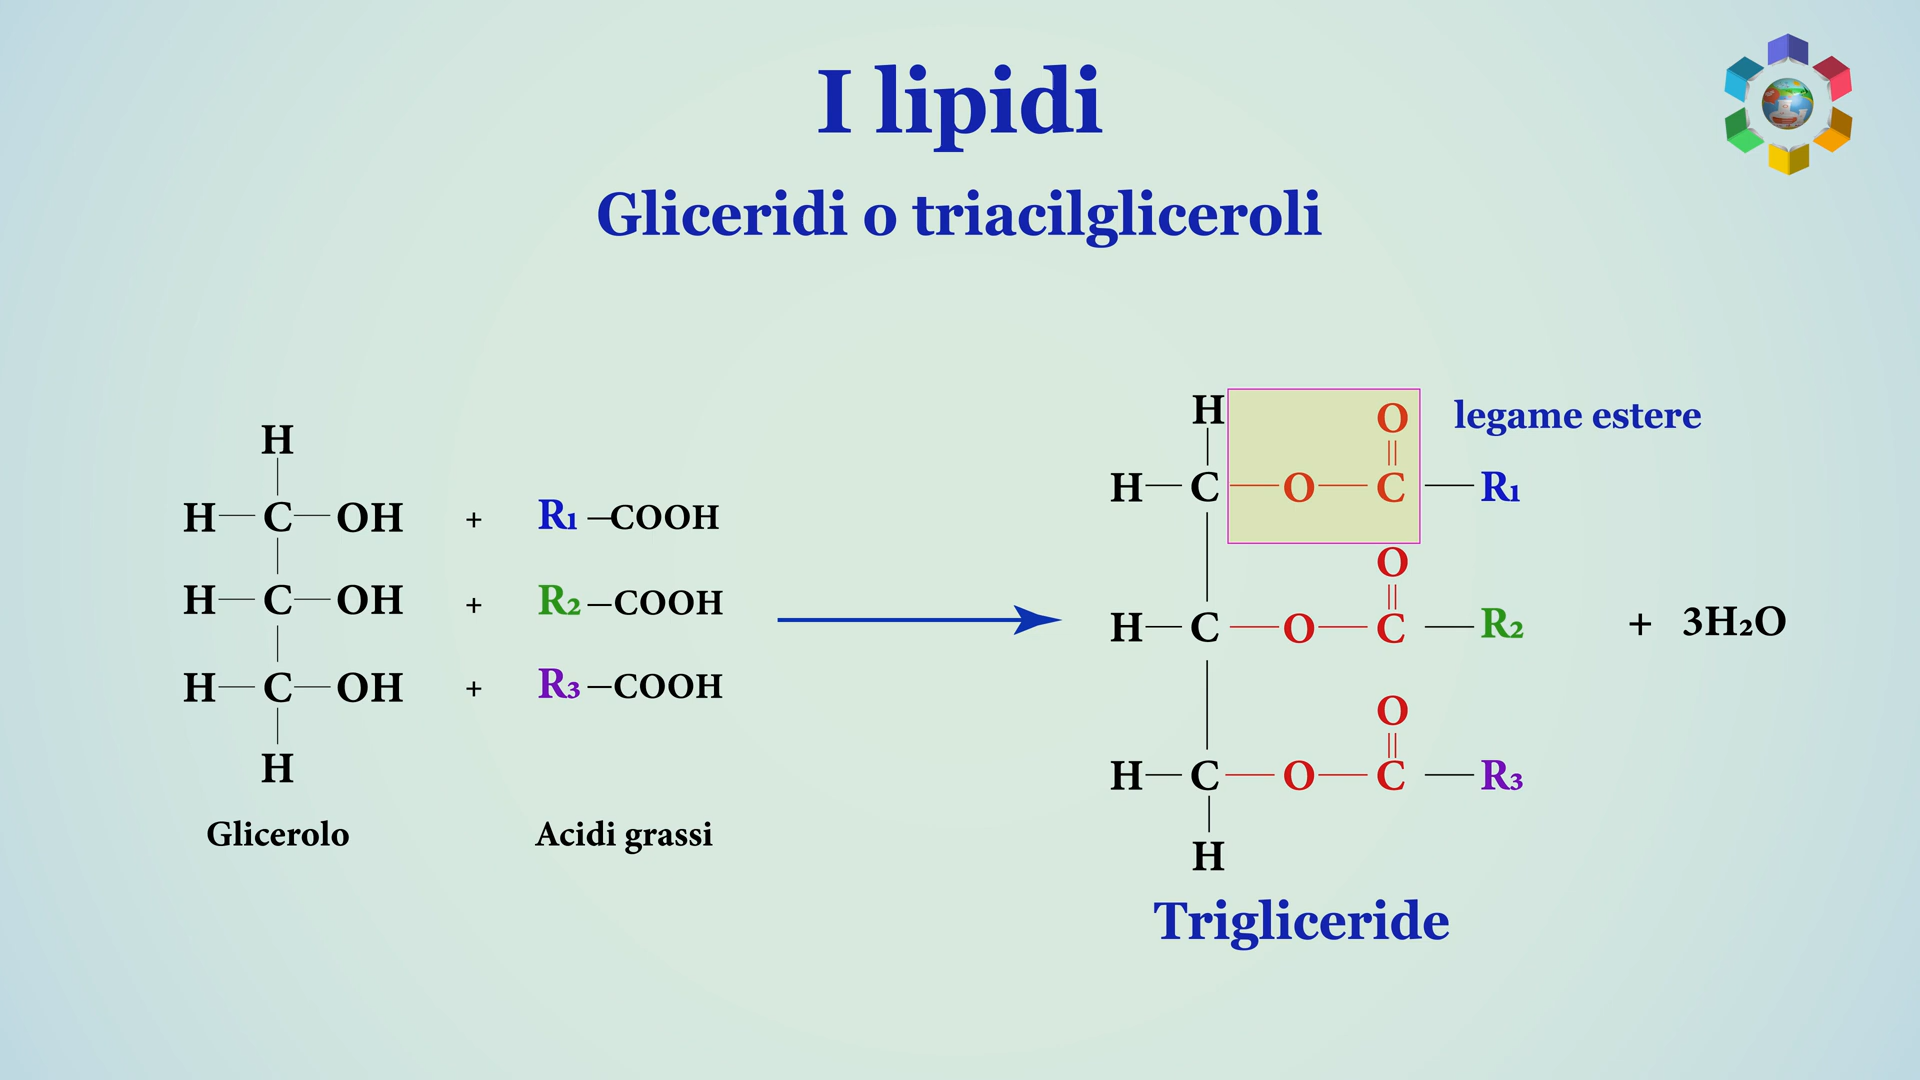 I lipidi
Gliceridi o triacilgliceroli
H
H C OH + R₁ COOH
H C OH + R₂ COOH
H C OH + R₃ COOH
H
Glicerolo
Acidi grassi
H O legame estere
H C O C R₁
O
H C O C R₂ + 3H₂O
O
H C O C R₃
H
Trigliceride